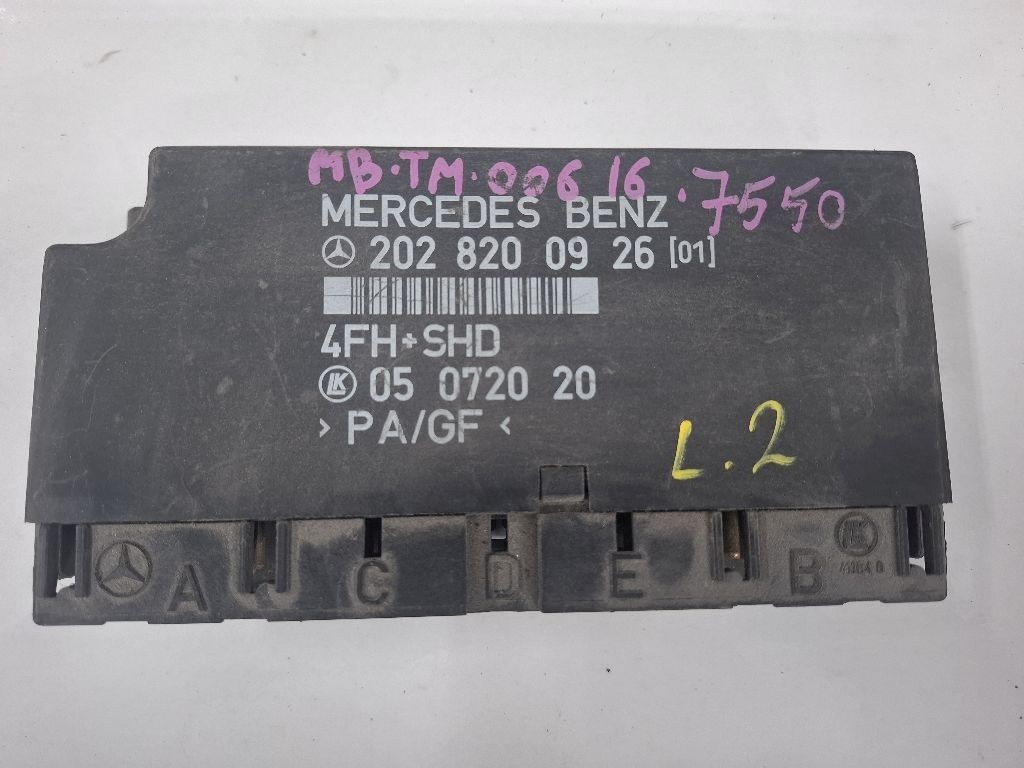 MB.TM.006 16 .7550
MERCEDES BENZ
202 820 09 26 [01]
4FH+SHD
LK 05 0720 20
> PA/GF <
L.2
A C D E B